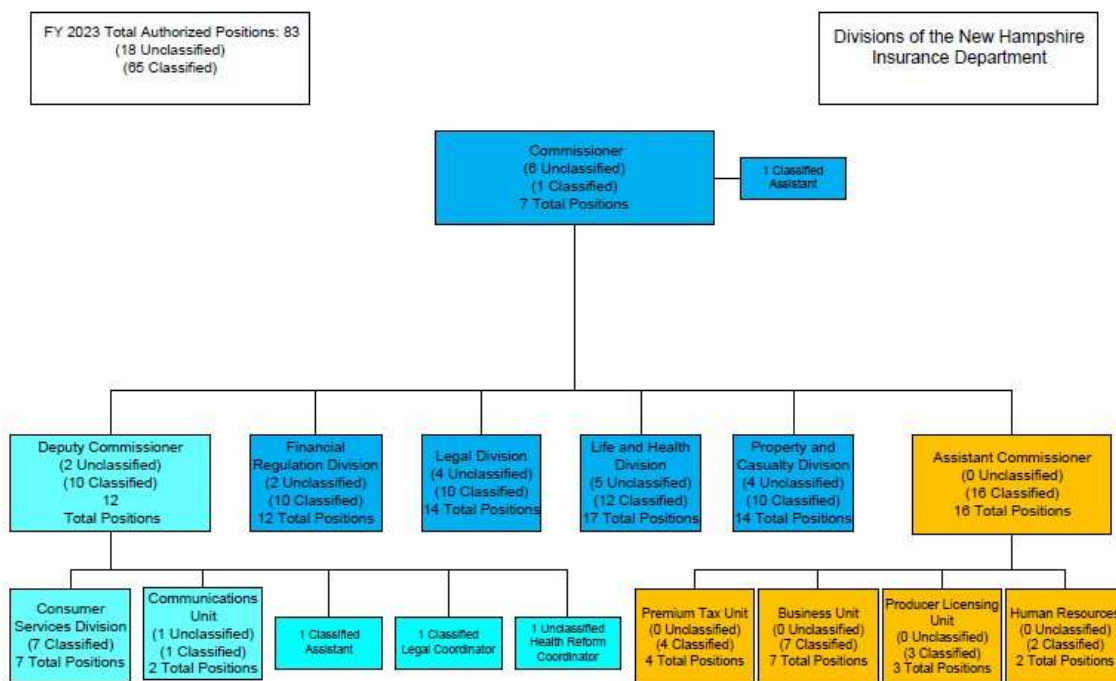 FY 2023 Total Authorized Positions: 83
(18 Unclassified)
(65 Classified)
Divisions of the New Hampshire
Insurance Department
Commissioner
(6 Unclassified)
(1 Classified)
7 Total Positions
1 Classified
Assistant
Deputy Commissioner
(2 Unclassified)
(10 Classified)
12
Total Positions
Financial
Regulation Division
(2 Unclassified)
(10 Classified)
12 Total Positions
Legal Division
(4 Unclassified)
(10 Classified)
14 Total Positions
Life and Health
Division
(5 Unclassified)
(12 Classified)
17 Total Positions
Property and
Casualty Division
(4 Unclassified)
(10 Classified)
14 Total Positions
Assistant Commissioner
(0 Unclassified)
(16 Classified)
16 Total Positions
Consumer
Services Division
(7 Classified)
7 Total Positions
Communications
Unit
(1 Unclassified)
(1 Classified)
2 Total Positions
1 Classified
Assistant
1 Classified
Legal Coordinator
1 Unclassified
Health Reform
Coordinator
Premium Tax Unit
(0 Unclassified)
(4 Classified)
4 Total Positions
Business Unit
(0 Unclassified)
(7 Classified)
7 Total Positions
Producer Licensing
Unit
(0 Unclassified)
(3 Classified)
3 Total Positions
Human Resources
(0 Unclassified)
(2 Classified)
2 Total Positions